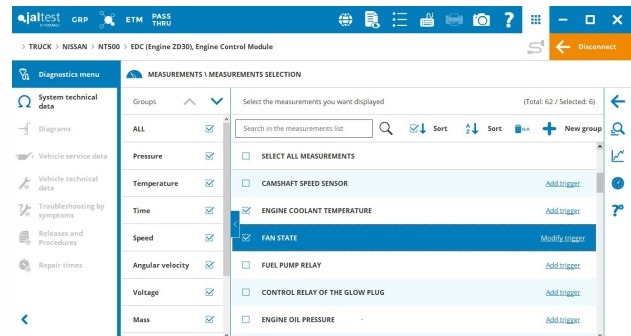 jaltest
BY COJALI
GRP
ETM
PASS
THRU
> TRUCK > NISSAN > NT500 > EDC (Engine ZD30), Engine Control Module
Disconnect
Diagnostics menu
MEASUREMENTS \ MEASUREMENTS SELECTION
System technical
data
Groups
Select the measurements you want displayed
(Total: 62 / Selected: 6)
Diagrams
ALL
Search in the measurements list
Sort
Sort
N/A
New group
Vehicle service data
Pressure
SELECT ALL MEASUREMENTS
Vehicle technical
data
Temperature
CAMSHAFT SPEED SENSOR
Add trigger
Troubleshooting by
symptoms
Time
ENGINE COOLANT TEMPERATURE
Add trigger
Releases and
Procedures
Speed
FAN STATE
Modify trigger
Repair times
Angular velocity
FUEL PUMP RELAY
Add trigger
Voltage
CONTROL RELAY OF THE GLOW PLUG
Add trigger
Mass
ENGINE OIL PRESSURE
Add trigger